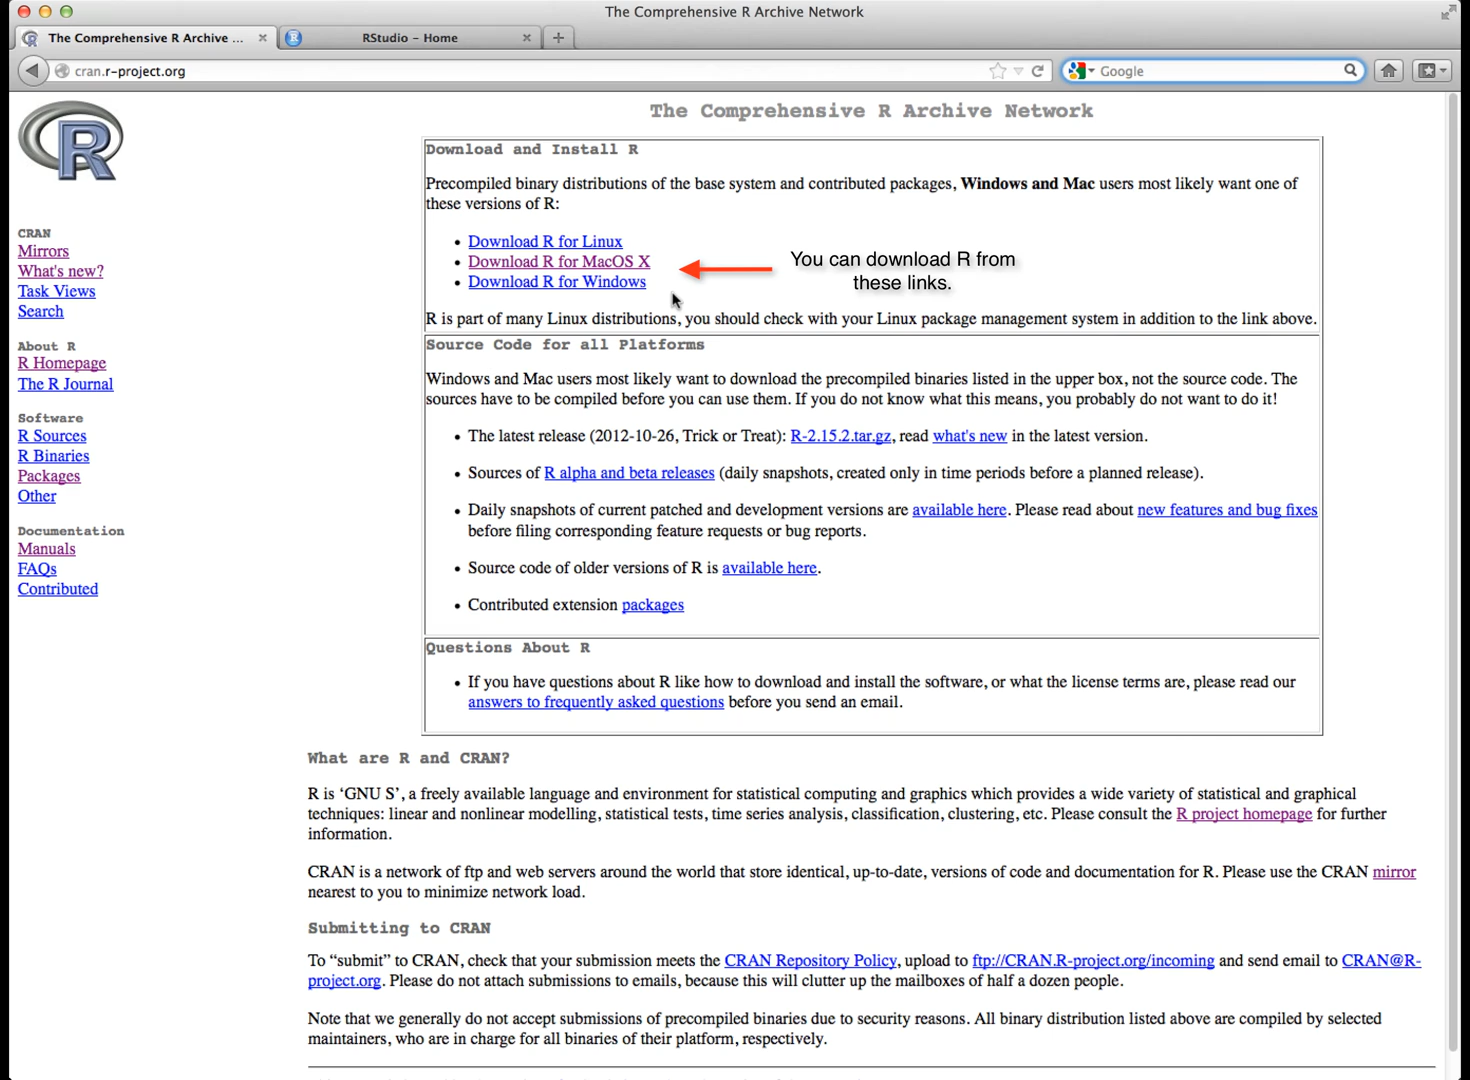 The Comprehensive R Archive Network
The Comprehensive R Archive ...
RStudio - Home
cran.r-project.org
Google
R
CRAN
Mirrors
What's new?
Task Views
Search
About R
R Homepage
The R Journal
Software
R Sources
R Binaries
Packages
Other
Documentation
Manuals
FAQs
Contributed
The Comprehensive R Archive Network
Download and Install R
Precompiled binary distributions of the base system and contributed packages, Windows and Mac users most likely want one of
these versions of R:
• Download R for Linux
• Download R for MacOS X
• Download R for Windows
You can download R from
these links.
R is part of many Linux distributions, you should check with your Linux package management system in addition to the link above.
Source Code for all Platforms
Windows and Mac users most likely want to download the precompiled binaries listed in the upper box, not the source code. The
sources have to be compiled before you can use them. If you do not know what this means, you probably do not want to do it!
• The latest release (2012-10-26, Trick or Treat): R-2.15.2.tar.gz, read what's new in the latest version.
• Sources of R alpha and beta releases (daily snapshots, created only in time periods before a planned release).
• Daily snapshots of current patched and development versions are available here. Please read about new features and bug fixes
before filing corresponding feature requests or bug reports.
• Source code of older versions of R is available here.
• Contributed extension packages
Questions About R
• If you have questions about R like how to download and install the software, or what the license terms are, please read our
answers to frequently asked questions before you send an email.
What are R and CRAN?
R is ‘GNU S’, a freely available language and environment for statistical computing and graphics which provides a wide variety of statistical and graphical
techniques: linear and nonlinear modelling, statistical tests, time series analysis, classification, clustering, etc. Please consult the R project homepage for further
information.
CRAN is a network of ftp and web servers around the world that store identical, up-to-date, versions of code and documentation for R. Please use the CRAN mirror
nearest to you to minimize network load.
Submitting to CRAN
To “submit” to CRAN, check that your submission meets the CRAN Repository Policy, upload to ftp://CRAN.R-project.org/incoming and send email to CRAN@R-
project.org. Please do not attach submissions to emails, because this will clutter up the mailboxes of half a dozen people.
Note that we generally do not accept submissions of precompiled binaries due to security reasons. All binary distribution listed above are compiled by selected
maintainers, who are in charge for all binaries of their platform, respectively.